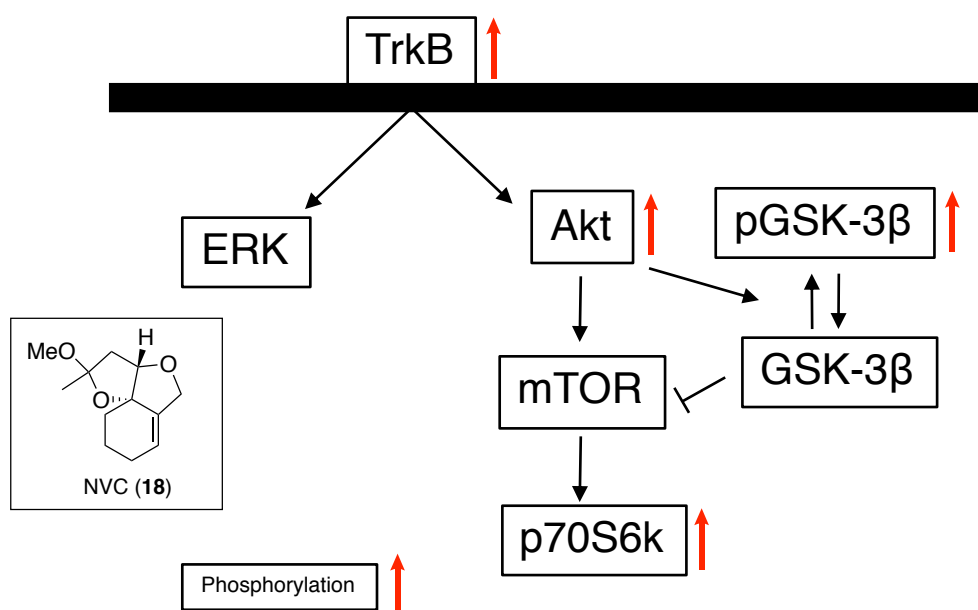 TrkB
Akt
pGSK-3β
ERK
H
MeO
O
O
mTOR
GSK-3β
NVC (18)
p70S6k
Phosphorylation